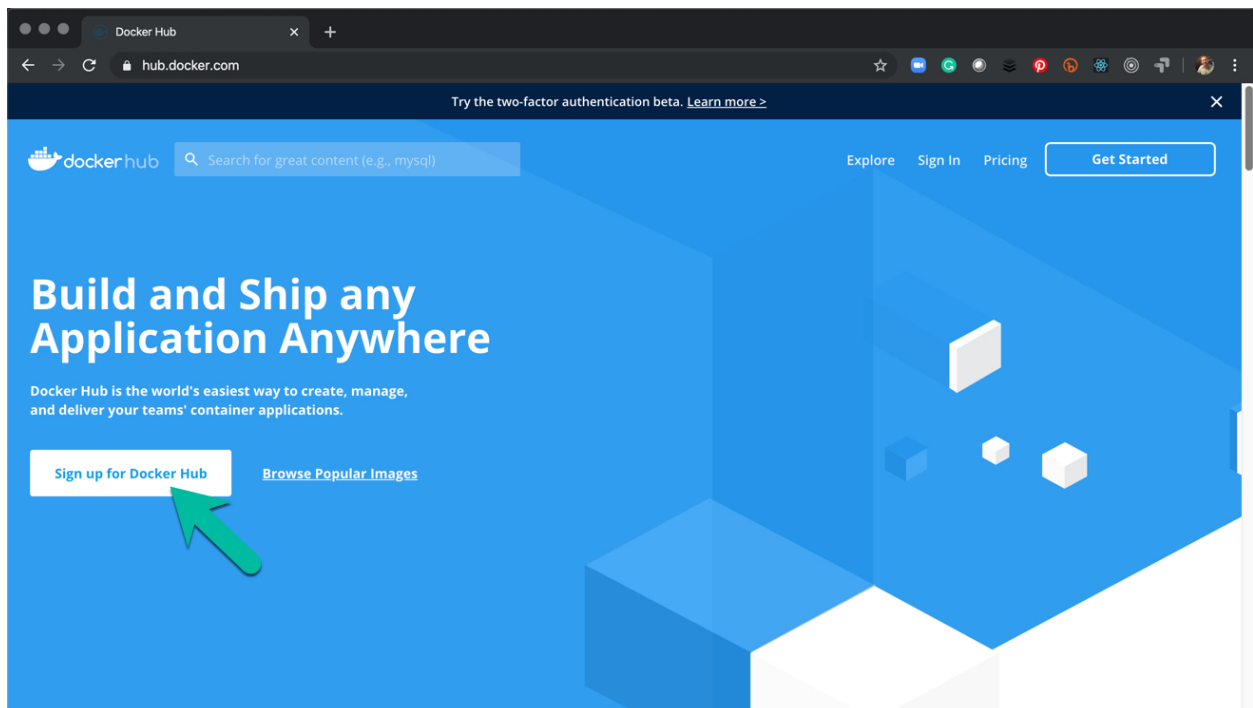 Docker Hub
hub.docker.com
Try the two-factor authentication beta. Learn more >
dockerhub
Search for great content (e.g., mysql)
Explore
Sign In
Pricing
Get Started
Build and Ship any
Application Anywhere
Docker Hub is the world's easiest way to create, manage,
and deliver your teams' container applications.
Sign up for Docker Hub
Browse Popular Images